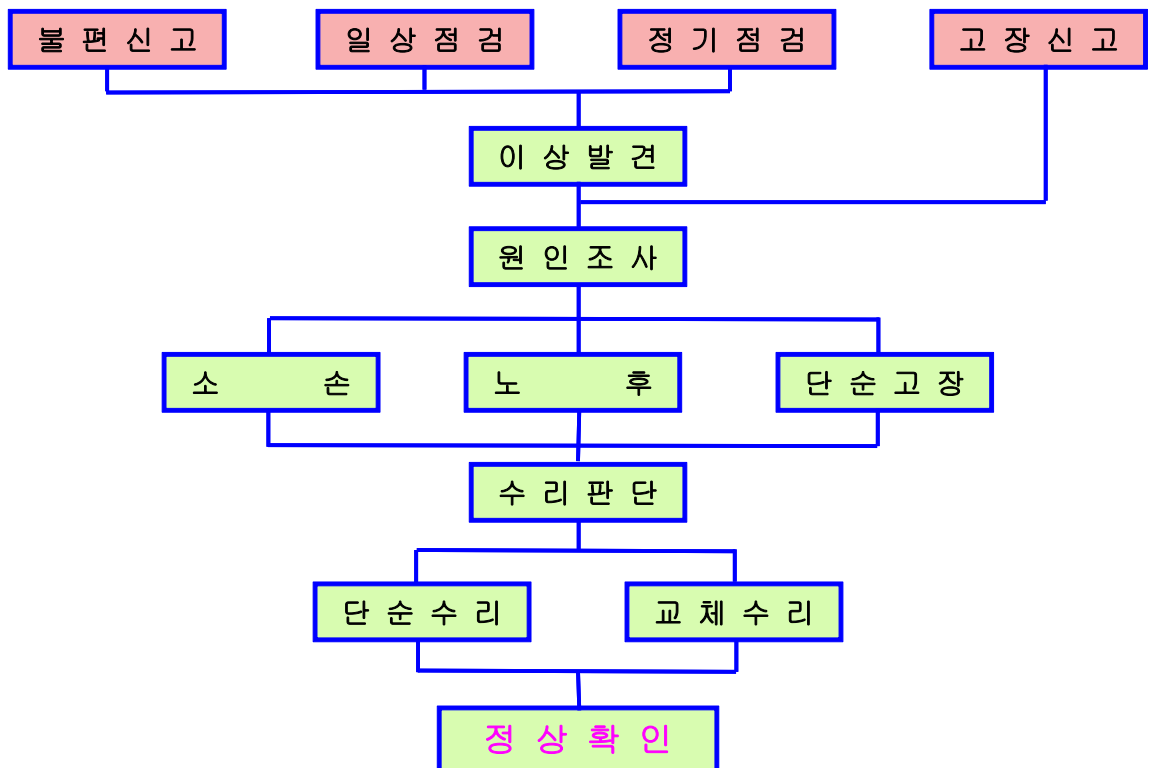 불 편 신 고 일 상 점 검 정 기 점 검 고 장 신 고
이 상 발 견
원 인 조 사
소 손 노 후 단 순 고 장
수 리 판 단
단 순 수 리 교 체 수 리
정 상 확 인